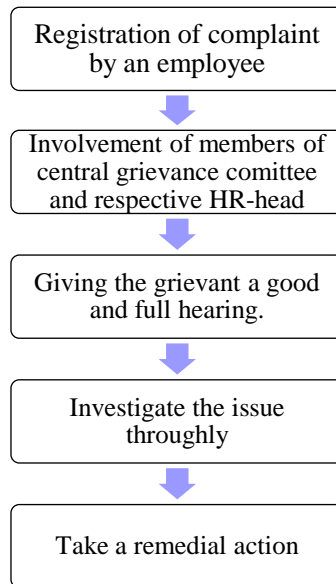 Registration of complaint
by an employee
Involvement of members of
central grievance comittee
and respective HR-head
Giving the grievant a good
and full hearing.
Investigate the issue
throughly
Take a remedial action